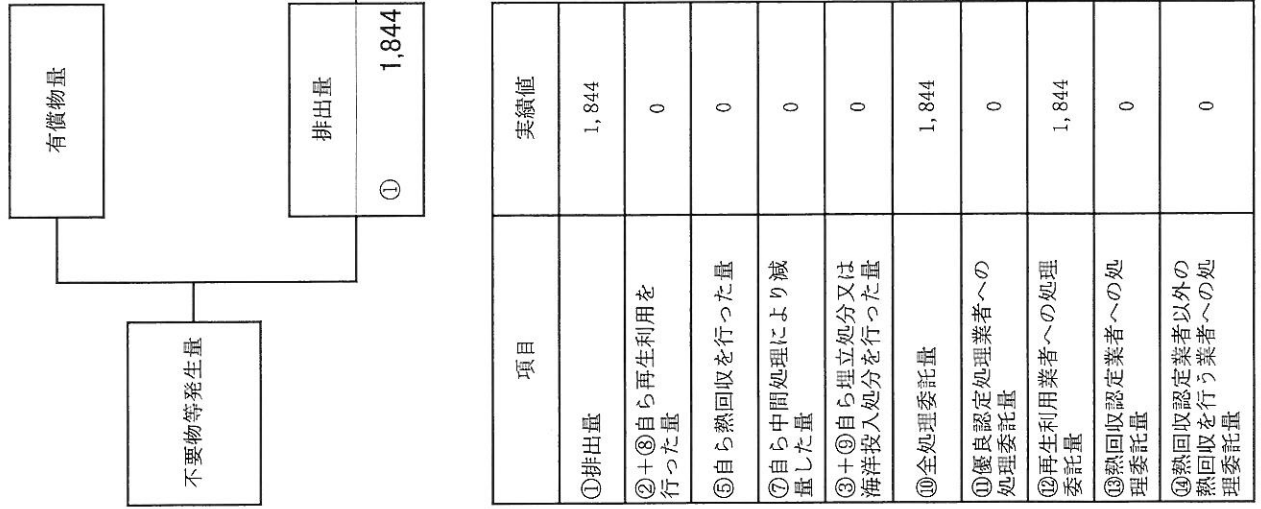 有償物量
不要物等発生量
排出量
① 1,844
項目 実績値
①排出量 1,844
②+⑧自ら再生利用を
行った量 0
⑤自ら熱回収を行った量 0
⑦自ら中間処理により減
量した量 0
③+⑨自ら埋立処分又は
海洋投入処分を行った量 0
⑩全処理委託量 1,844
⑪優良認定処理業者への
処理委託量 0
⑫再生利用業者への処理
委託量 1,844
⑬熱回収認定業者への処
理委託量 0
⑭熱回収認定業者以外の
熱回収を行う業者への処
理委託量 0